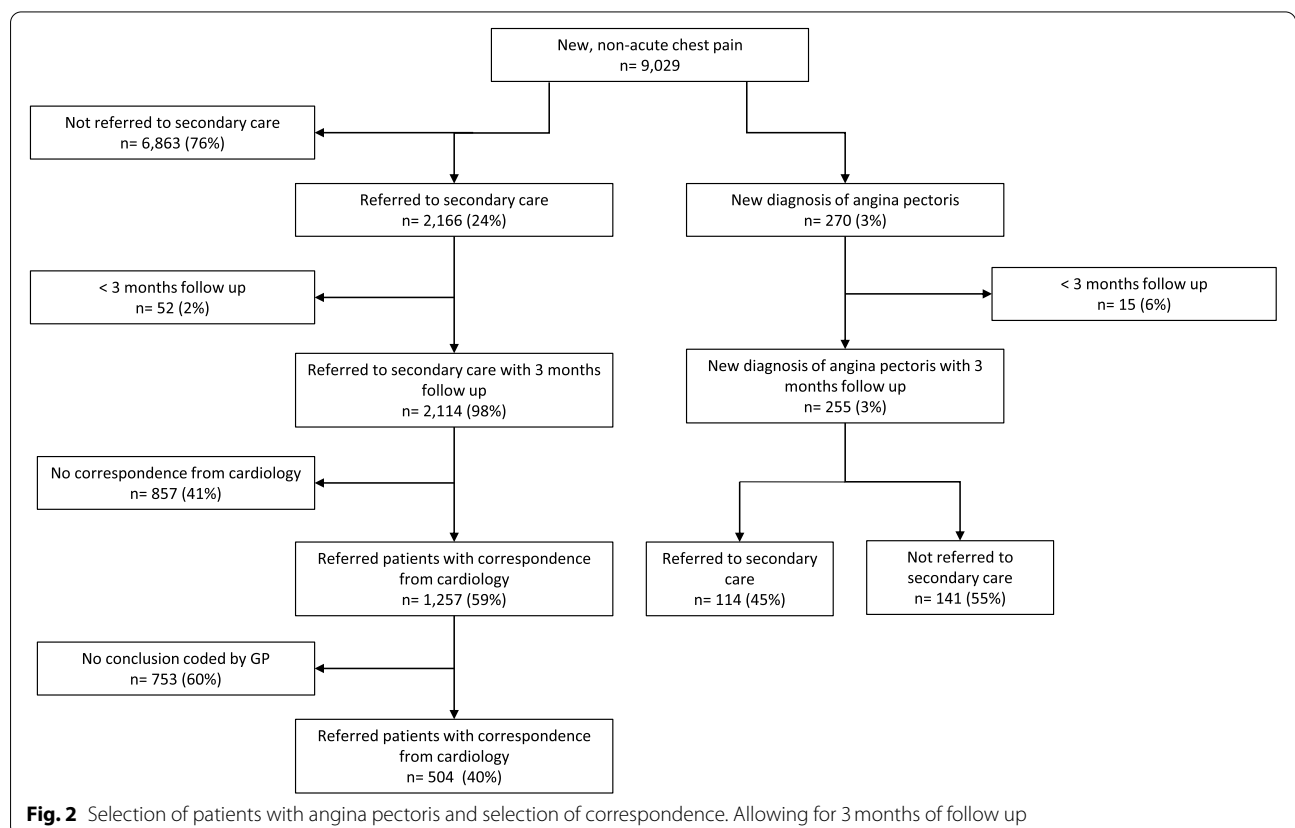 New, non-acute chest pain
n= 9,029
Not referred to secondary care
n= 6,863 (76%)
Referred to secondary care
n= 2,166 (24%)
New diagnosis of angina pectoris
n= 270 (3%)
< 3 months follow up
n= 52 (2%)
< 3 months follow up
n= 15 (6%)
Referred to secondary care with 3 months
follow up
n= 2,114 (98%)
New diagnosis of angina pectoris with 3
months follow up
n= 255 (3%)
No correspondence from cardiology
n= 857 (41%)
Referred patients with correspondence
from cardiology
n= 1,257 (59%)
Referred to secondary
care
n= 114 (45%)
Not referred to
secondary care
n= 141 (55%)
No conclusion coded by GP
n= 753 (60%)
Referred patients with correspondence
from cardiology
n= 504 (40%)
Fig. 2 Selection of patients with angina pectoris and selection of correspondence. Allowing for 3 months of follow up